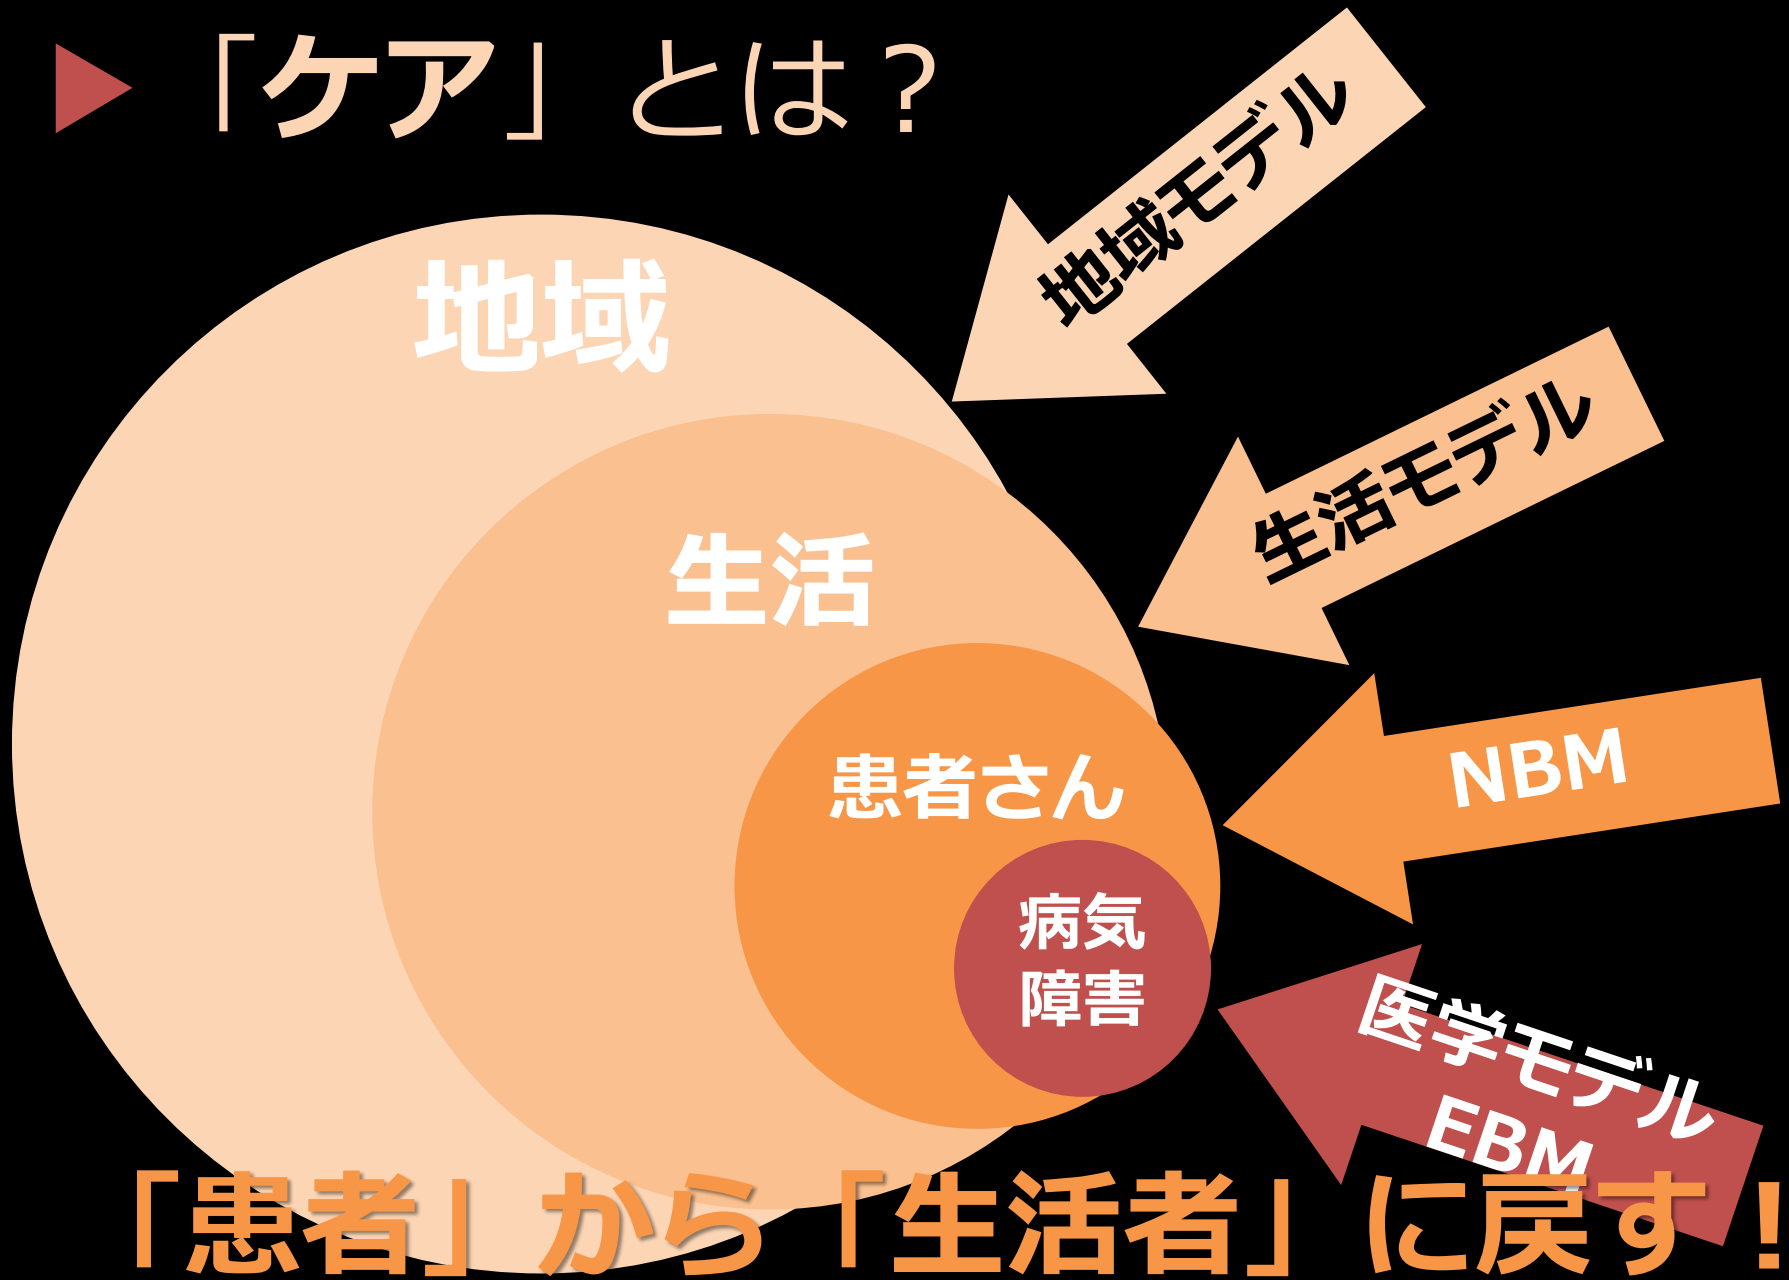 「ケア」とは？
地域モデル
地域
生活モデル
生活
NBM
患者さん
病気
障害
医学モデル
EBM
「患者」から「生活者」に戻す！